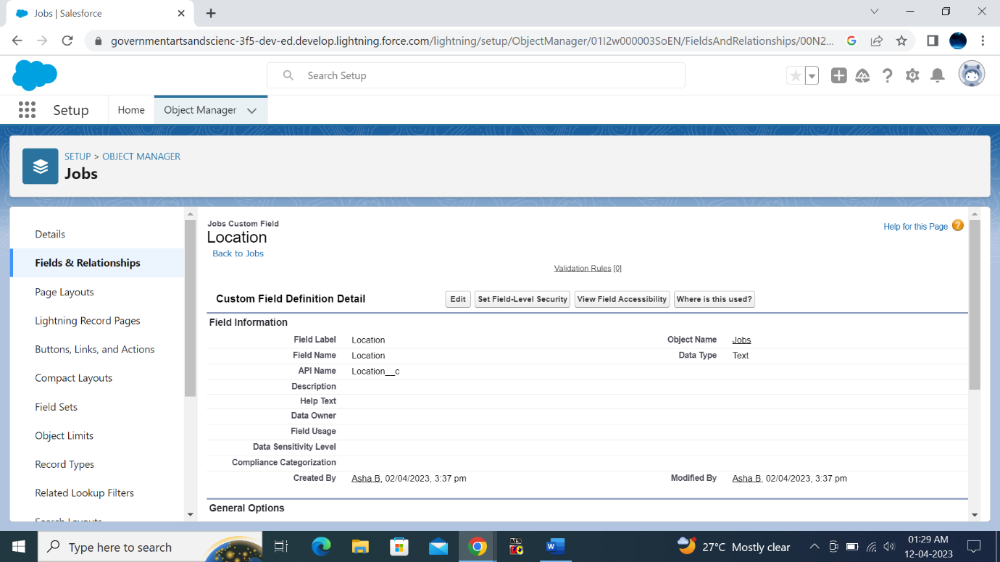 Jobs | Salesforce
governmentartsandscienc-3f5-dev-ed.develop.lightning.force.com/lightning/setup/ObjectManager/01I2w000003SoEN/FieldsAndRelationships/00N2...
Search Setup
Setup Home Object Manager
SETUP > OBJECT MANAGER
Jobs
Details
Fields & Relationships
Page Layouts
Lightning Record Pages
Buttons, Links, and Actions
Compact Layouts
Field Sets
Object Limits
Record Types
Related Lookup Filters
Search Layouts
Jobs Custom Field
Location
Back to Jobs
Help for this Page
Validation Rules [0]
Custom Field Definition Detail Edit Set Field-Level Security View Field Accessibility Where is this used?
Field Information
Field Label Location Object Name Jobs
Field Name Location Data Type Text
API Name Location__c
Description
Help Text
Data Owner
Field Usage
Data Sensitivity Level
Compliance Categorization
Created By Asha B, 02/04/2023, 3:37 pm Modified By Asha B, 02/04/2023, 3:37 pm
General Options
Type here to search
27°C Mostly clear
01:29 AM
12-04-2023